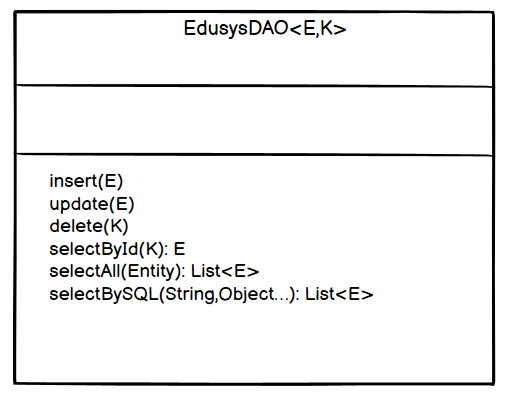 EdusysDAO<E,K>
insert(E)
update(E)
delete(K)
selectById(K): E
selectAll(Entity): List<E>
selectBySQL(String,Object...): List<E>